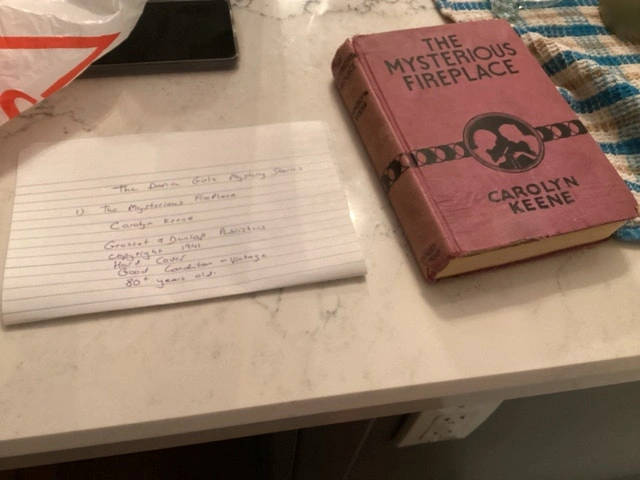 The Dana Girls Mystery Stories
1) The Mysterious Fireplace
Carolyn Keene
Grosset & Dunlap Publishers
Copyright 1941
Hard Cover
Good Condition - Vintage
80+ years old.
THE
MYSTERIOUS
FIREPLACE
CAROLYN
KEENE